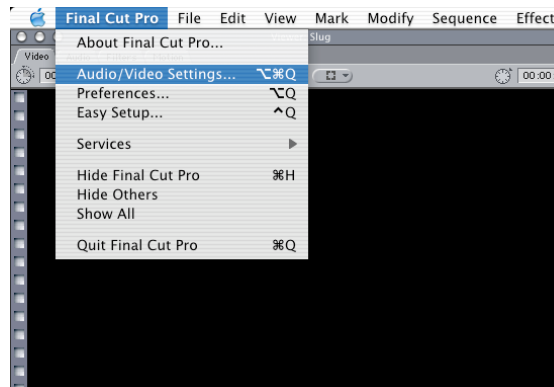 Final Cut Pro File Edit View Mark Modify Sequence Effect
Slug
Video
About Final Cut Pro...
Audio/Video Settings... ⌥⌘Q
00:00
Preferences... ⌥Q
Easy Setup... ^Q
Services
Hide Final Cut Pro ⌘H
Hide Others
Show All
Quit Final Cut Pro ⌘Q